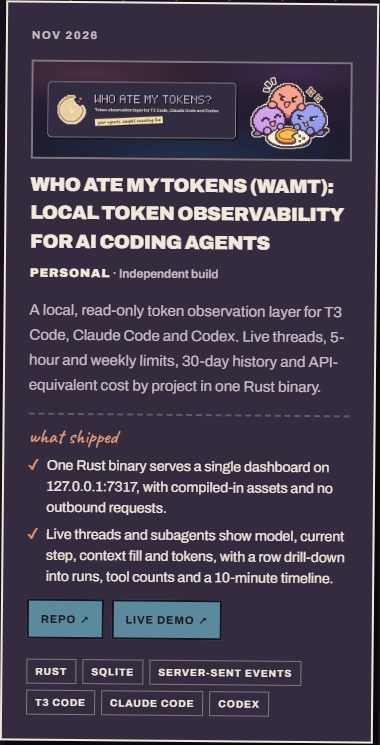 NOV 2026
WHO ATE MY TOKENS?
Token observation layer for T3 Code, Claude Code and Codex
WHO ATE MY TOKENS (WAMT):
LOCAL TOKEN OBSERVABILITY
FOR AI CODING AGENTS
PERSONAL · Independent build
A local, read-only token observation layer for T3
Code, Claude Code and Codex. Live threads, 5-
hour and weekly limits, 30-day history and API-
equivalent cost by project in one Rust binary.
what shipped
✓ One Rust binary serves a single dashboard on
127.0.0.1:7317, with compiled-in assets and no
outbound requests.
✓ Live threads and subagents show model, current
step, context fill and tokens, with a row drill-down
into runs, tool counts and a 10-minute timeline.
REPO ↗ LIVE DEMO ↗
RUST SQLITE SERVER-SENT EVENTS
T3 CODE CLAUDE CODE CODEX